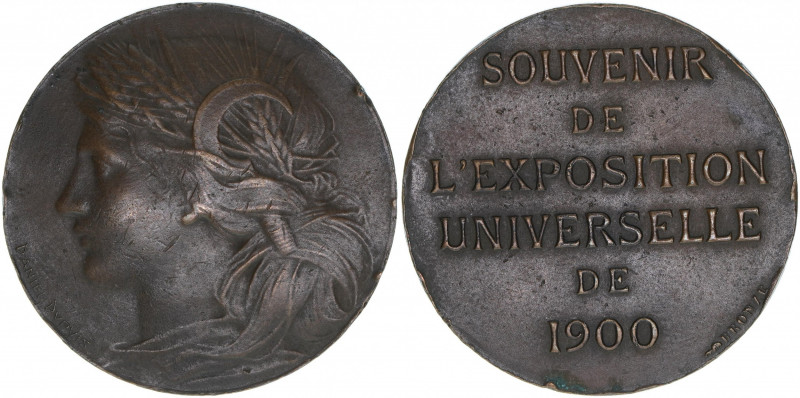 SOUVENIR
DE
L'EXPOSITION
UNIVERSELLE
DE
1900